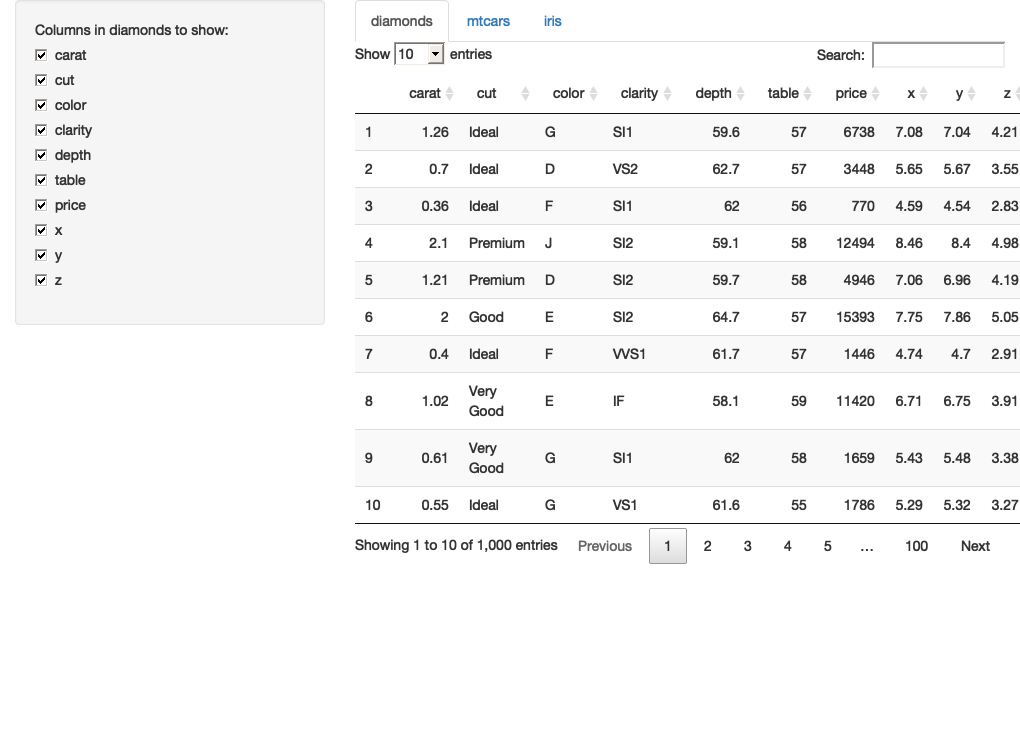 Columns in diamonds to show:
carat
cut
color
clarity
depth
table
price
x
y
z
diamonds mtcars iris
Show 10 entries Search:
carat cut color clarity depth table price x y z
1 1.26 Ideal G SI1 59.6 57 6738 7.08 7.04 4.21
2 0.7 Ideal D VS2 62.7 57 3448 5.65 5.67 3.55
3 0.36 Ideal F SI1 62 56 770 4.59 4.54 2.83
4 2.1 Premium J SI2 59.1 58 12494 8.46 8.4 4.98
5 1.21 Premium D SI2 59.7 58 4946 7.06 6.96 4.19
6 2 Good E SI2 64.7 57 15393 7.75 7.86 5.05
7 0.4 Ideal F VVS1 61.7 57 1446 4.74 4.7 2.91
8 1.02 Very Good E IF 58.1 59 11420 6.71 6.75 3.91
9 0.61 Very Good G SI1 62 58 1659 5.43 5.48 3.38
10 0.55 Ideal G VS1 61.6 55 1786 5.29 5.32 3.27
Showing 1 to 10 of 1,000 entries Previous 1 2 3 4 5 … 100 Next